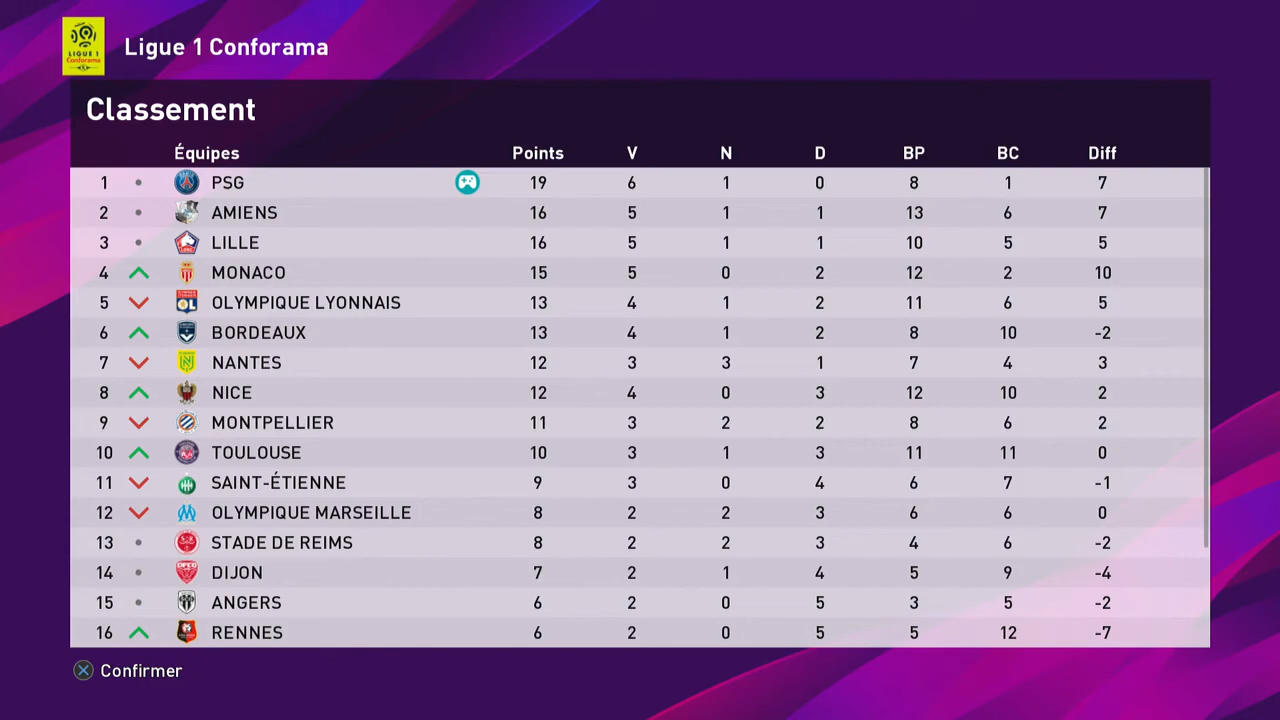 LIGUE 1
Conforama
Ligue 1 Conforama
Classement
Équipes Points V N D BP BC Diff
1 PSG 19 6 1 0 8 1 7
2 AMIENS 16 5 1 1 13 6 7
3 LILLE 16 5 1 1 10 5 5
4 MONACO 15 5 0 2 12 2 10
5 OLYMPIQUE LYONNAIS 13 4 1 2 11 6 5
6 BORDEAUX 13 4 1 2 8 10 -2
7 NANTES 12 3 3 1 7 4 3
8 NICE 12 4 0 3 12 10 2
9 MONTPELLIER 11 3 2 2 8 6 2
10 TOULOUSE 10 3 1 3 11 11 0
11 SAINT-ÉTIENNE 9 3 0 4 6 7 -1
12 OLYMPIQUE MARSEILLE 8 2 2 3 6 6 0
13 STADE DE REIMS 8 2 2 3 4 6 -2
14 DIJON 7 2 1 4 5 9 -4
15 ANGERS 6 2 0 5 3 5 -2
16 RENNES 6 2 0 5 5 12 -7
Confirmer